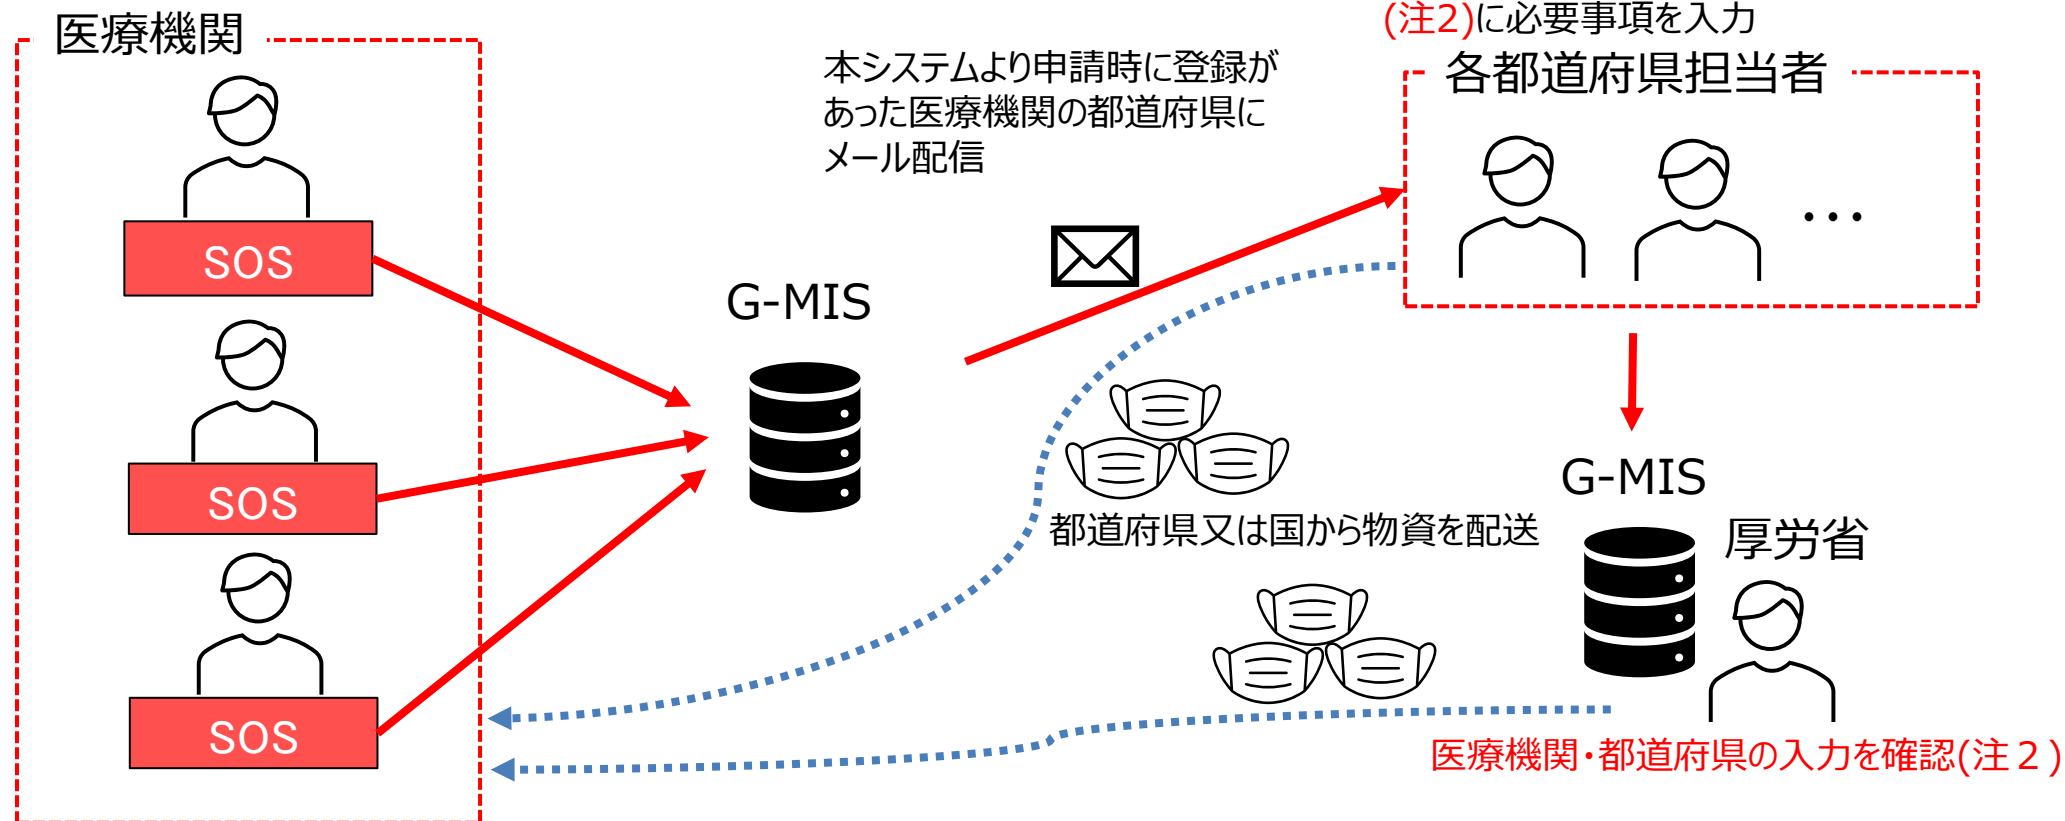 医療機関
(注2)に必要事項を入力
各都道府県担当者
本システムより申請時に登録が
あった医療機関の都道府県に
メール配信
SOS
G-MIS
SOS
SOS
都道府県又は国から物資を配送
G-MIS
厚労省
医療機関・都道府県の入力を確認(注２)